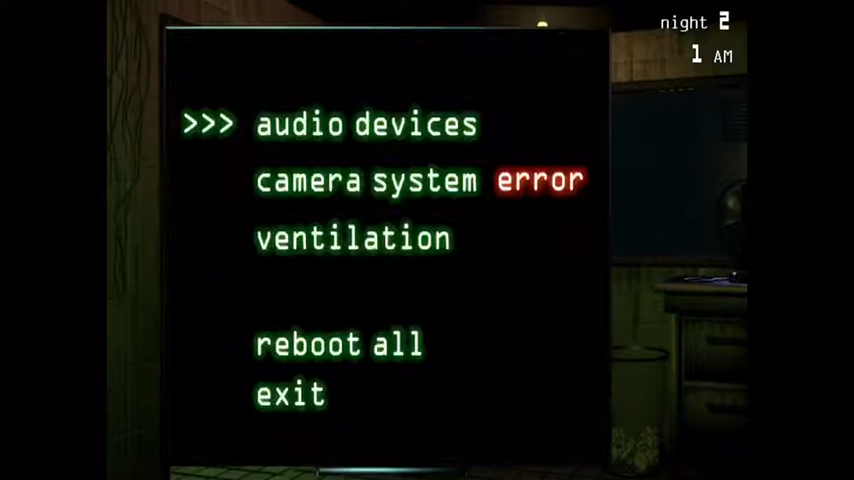 night 2
1 AM
>>> audio devices
camera system error
ventilation
reboot all
exit